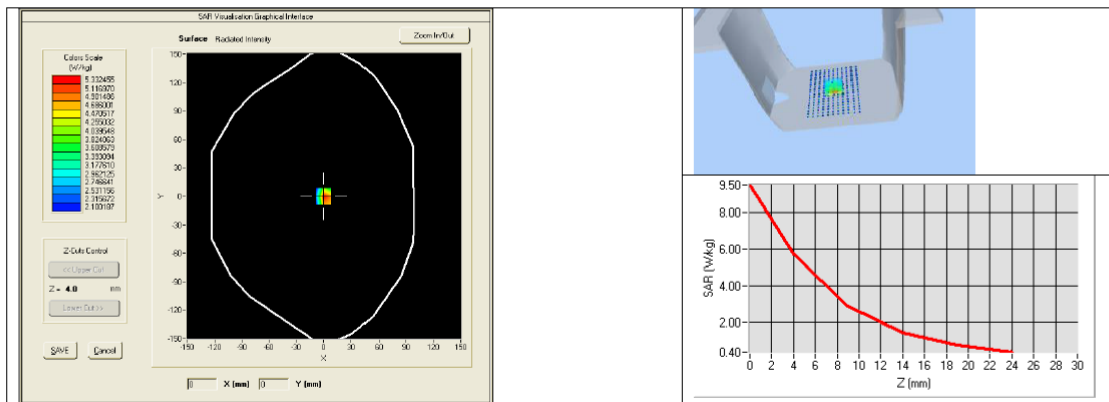 SAR Visualisation Graphical Interface
Surface Radiated Intensity
Zoom In/Out
Colors Scale
(W/kg)
5.332455
5.116970
4.901486
4.686001
4.470517
4.255032
4.039548
3.824063
3.608579
3.393094
3.177610
2.962125
2.746641
2.531156
2.315672
2.100187
Z-Cuts Control
<< Upper Cut
Z = 4.0 mm
Lower Cut >>
SAVE Cancel
150
120
90
60
30
0
-30
-60
-90
-120
-150
Y
-150 -120 -90 -60 -30 0 30 60 90 120 150
X
0 X (mm) 0 Y (mm)
9.50
8.00
6.00
4.00
2.00
0.40
SAR (W/kg)
0 2 4 6 8 10 12 14 16 18 20 22 24 26 28 30
Z (mm)